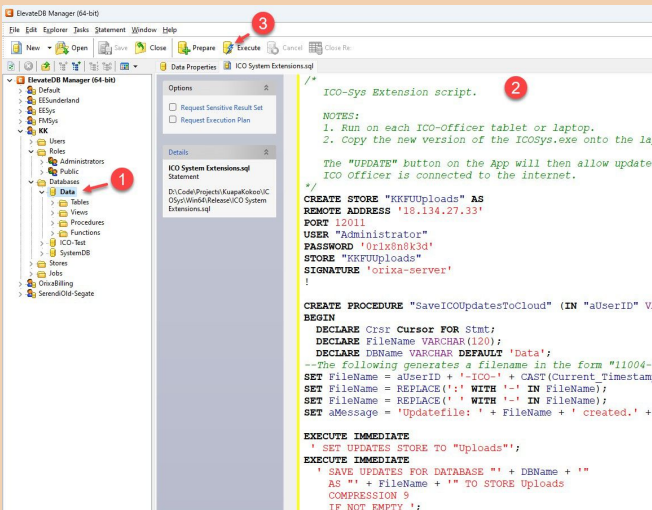 ElevateDB Manager (64-bit)
File Edit Explorer Tasks Statement Window Help
3
New Open Save Close Prepare Execute Cancel Close Re:
Data Properties ICO System Extensions.sql
ElevateDB Manager (64-bit)
Default
EESunderland
EESys
FMSys
KK
Users
Roles
Administrators
Public
Databases
Data
Tables
Views
Procedures
Functions
ICO-Test
SystemDB
Stores
Jobs
OrixaBilling
SerendiOld-Segate
1
Options
Request Sensitive Result Set
Request Execution Plan
Details
ICO System Extensions.sql
Statement
D:\Code\Projects\KuapaKokoo\IC
OSys\Win64\Release\ICO System
Extensions.sql
2
/*
ICO-Sys Extension script.
NOTES:
1. Run on each ICO-Officer tablet or laptop.
2. Copy the new version of the ICOSys.exe onto the la
The "UPDATE" button on the App will then allow update
ICO Officer is connected to the internet.
*/
CREATE STORE "KKFUUploads" AS
REMOTE ADDRESS '18.134.27.33'
PORT 12011
USER "Administrator"
PASSWORD '0r1x8n8k3d'
STORE "KKFUUploads"
SIGNATURE 'orixa-server'
!
CREATE PROCEDURE "SaveICOUpdatesToCloud" (IN "aUserID" VA
BEGIN
DECLARE Crsr Cursor FOR Stmt;
DECLARE FileName VARCHAR(120);
DECLARE DBName VARCHAR DEFAULT 'Data';
--The following generates a filename in the form "11004-
SET FileName = aUserID + '-ICO-' + CAST(Current_Timestam
SET FileName = REPLACE(':' WITH '-' IN FileName);
SET FileName = REPLACE(' ' WITH '-' IN FileName);
SET aMessage = 'Updatefile: ' + FileName + ' created.' +
EXECUTE IMMEDIATE
' SET UPDATES STORE TO "Uploads"';
EXECUTE IMMEDIATE
' SAVE UPDATES FOR DATABASE "' + DBName + '"
AS "' + FileName + '" TO STORE Uploads
COMPRESSION 9
IF NOT EMPTY ';